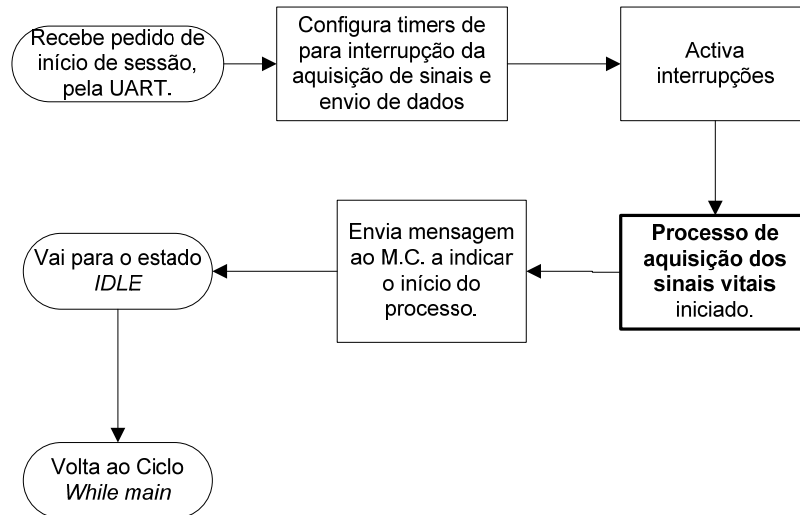 Recebe pedido de
início de sessão,
pela UART.
Configura timers de
para interrupção da
aquisição de sinais e
envio de dados
Activa
interrupções
Processo de
aquisição dos
sinais vitais
iniciado.
Envia mensagem
ao M.C. a indicar
o início do
processo.
Vai para o estado
IDLE
Volta ao Ciclo
While main